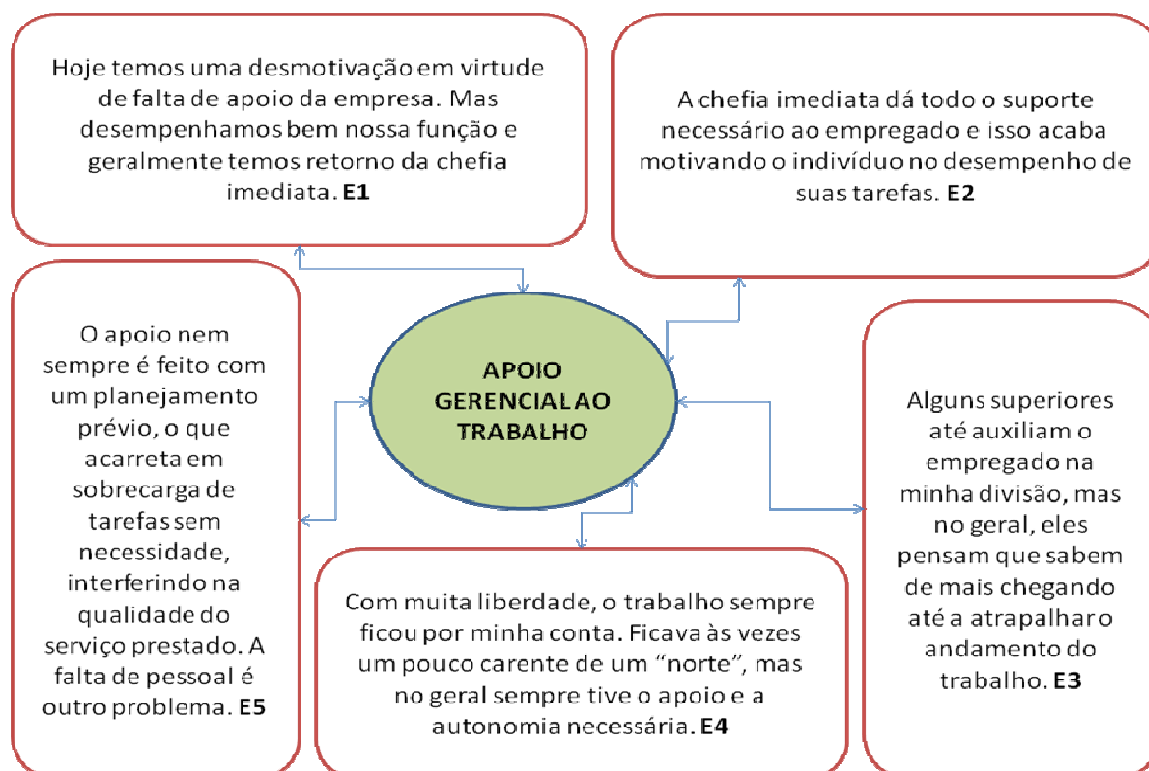 Hoje temos uma desmotivação em virtude
de falta de apoio da empresa. Mas
desempenhamos bem nossa função e
geralmente temos retorno da chefia
imediata. E1
A chefia imediata dá todo o suporte
necessário ao empregado e isso acaba
motivando o indivíduo no desempenho de
suas tarefas. E2
APOIO
GERENCIAL AO
TRABALHO
O apoio nem
sempre é feito com
um planejamento
prévio, o que
acarreta em
sobrecarga de
tarefas sem
necessidade,
interferindo na
qualidade do
serviço prestado. A
falta de pessoal é
outro problema. E5
Com muita liberdade, o trabalho sempre
ficou por minha conta. Ficava às vezes
um pouco carente de um “norte”, mas
no geral sempre tive o apoio e a
autonomia necessária. E4
Alguns superiores
até auxiliam o
empregado na
minha divisão, mas
no geral, eles
pensam que sabem
de mais chegando
até a atrapalhar o
andamento do
trabalho. E3